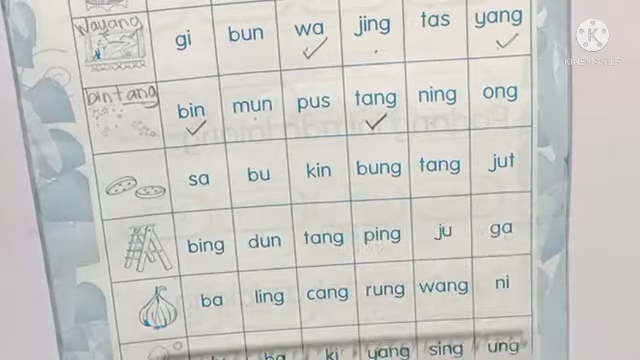 Wayang gi bun wa jing tas yang
bintang bin mun pus tang ning ong
sa bu kin bung tang jut
bing dun tang ping ju ga
ba ling cang rung wang ni
ki yang sing ung
KINEMASTER